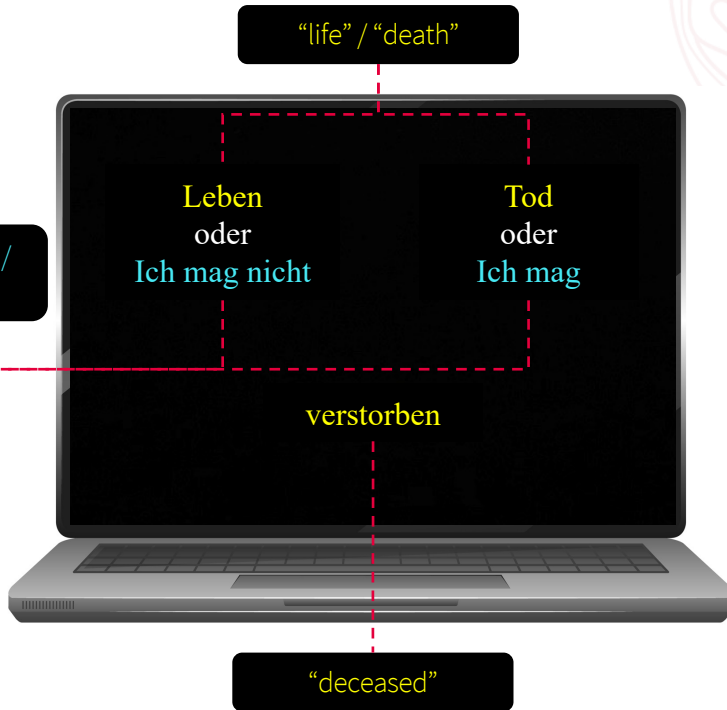 “life” / “death”
Leben
oder
Ich mag nicht
Tod
oder
Ich mag
/
verstorben
“deceased”